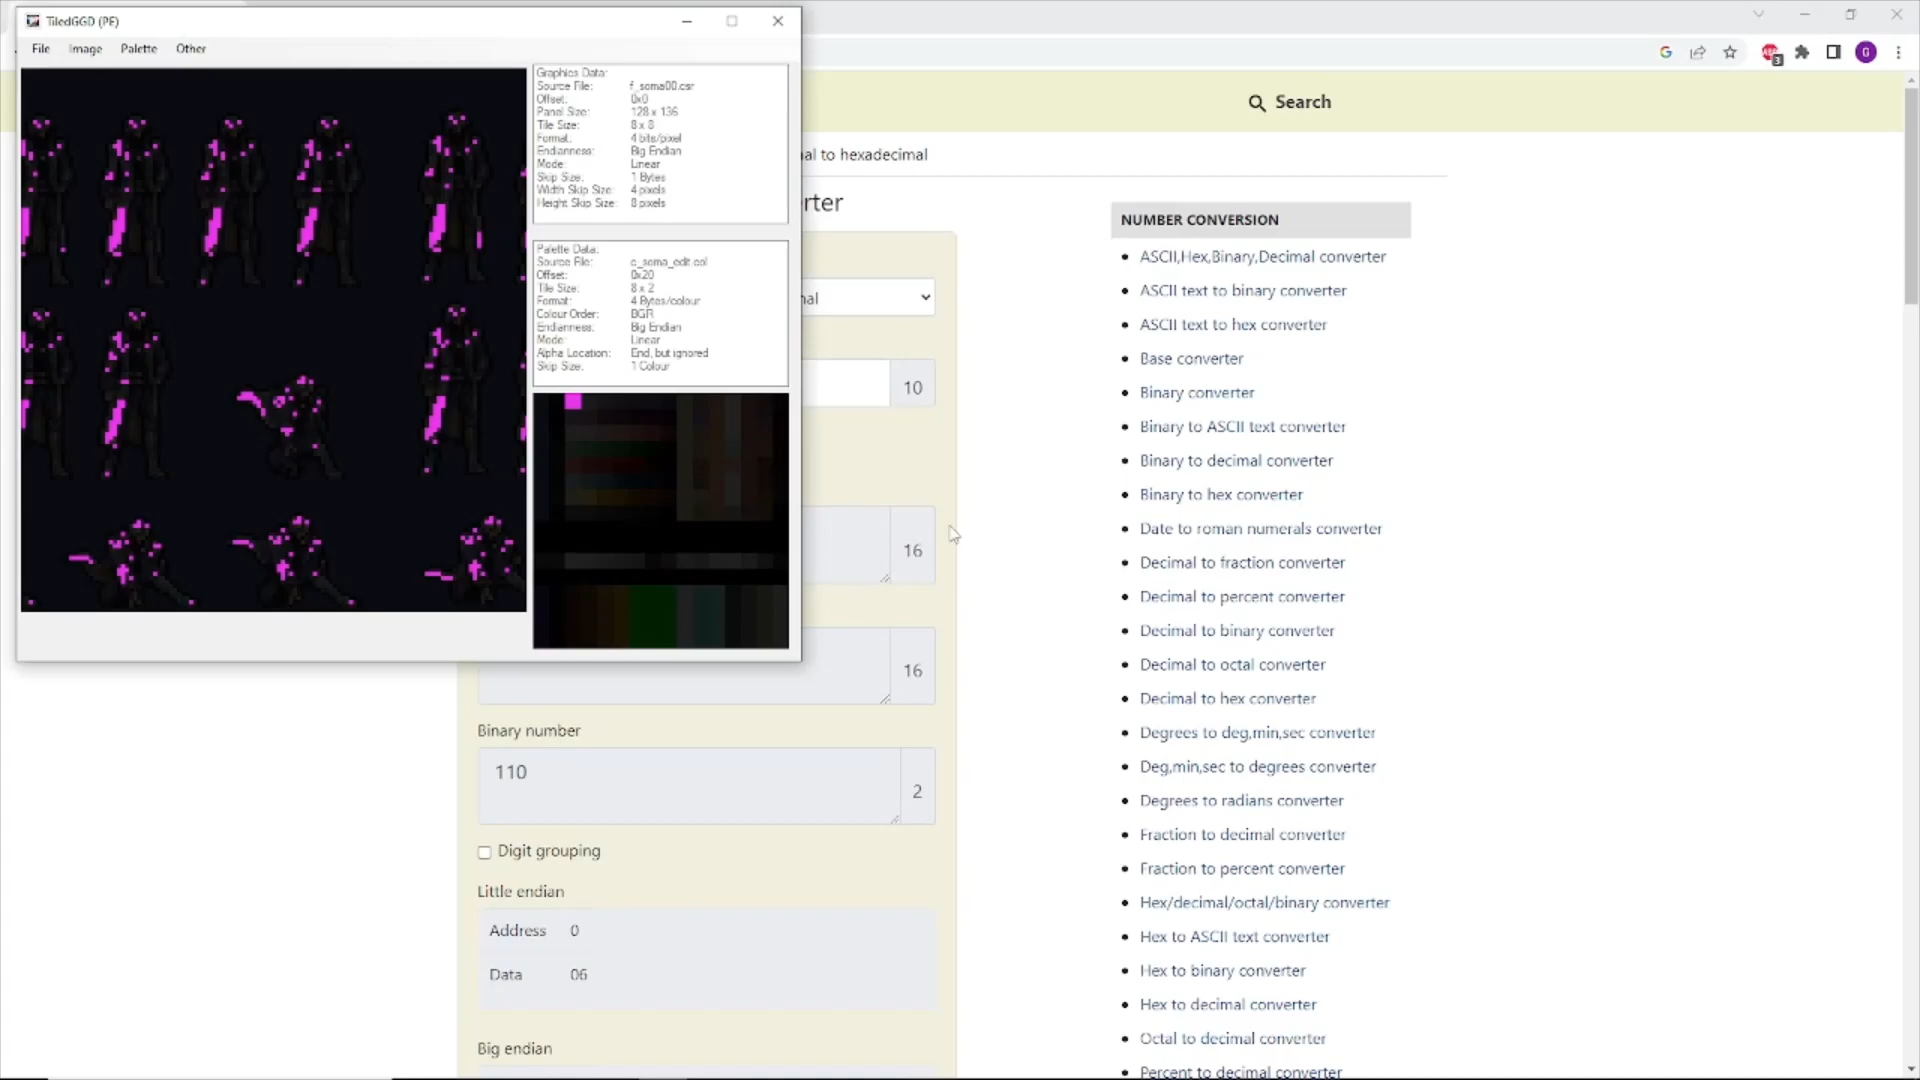 TiledGGD (PF)
File Image Palette Other
Graphics Data:
Source File: f_soma00.csr
Offset: 0x0
Panel Size: 128 x 136
Tile Size: 8 x 8
Format: 4 bits/pixel
Endianness: Big Endian
Mode: Linear
Skip Size: 1 Bytes
Width Skip Size: 4 pixels
Height Skip Size: 8 pixels
Palette Data:
Source File: c_soma_edit.col
Offset: 0x20
Tile Size: 8 x 2
Format: 4 Bytes/colour
Colour Order: BGR
Endianness: Big Endian
Mode: Linear
Alpha Location: End, but ignored
Skip Size: 1 Colour
3
G
Search
al to hexadecimal
rter
al
10
16
16
Binary number
110
2
Digit grouping
Little endian
Address 0
Data 06
Big endian
NUMBER CONVERSION
ASCII,Hex,Binary,Decimal converter
ASCII text to binary converter
ASCII text to hex converter
Base converter
Binary converter
Binary to ASCII text converter
Binary to decimal converter
Binary to hex converter
Date to roman numerals converter
Decimal to fraction converter
Decimal to percent converter
Decimal to binary converter
Decimal to octal converter
Decimal to hex converter
Degrees to deg,min,sec converter
Deg,min,sec to degrees converter
Degrees to radians converter
Fraction to decimal converter
Fraction to percent converter
Hex/decimal/octal/binary converter
Hex to ASCII text converter
Hex to binary converter
Hex to decimal converter
Octal to decimal converter
Percent to decimal converter